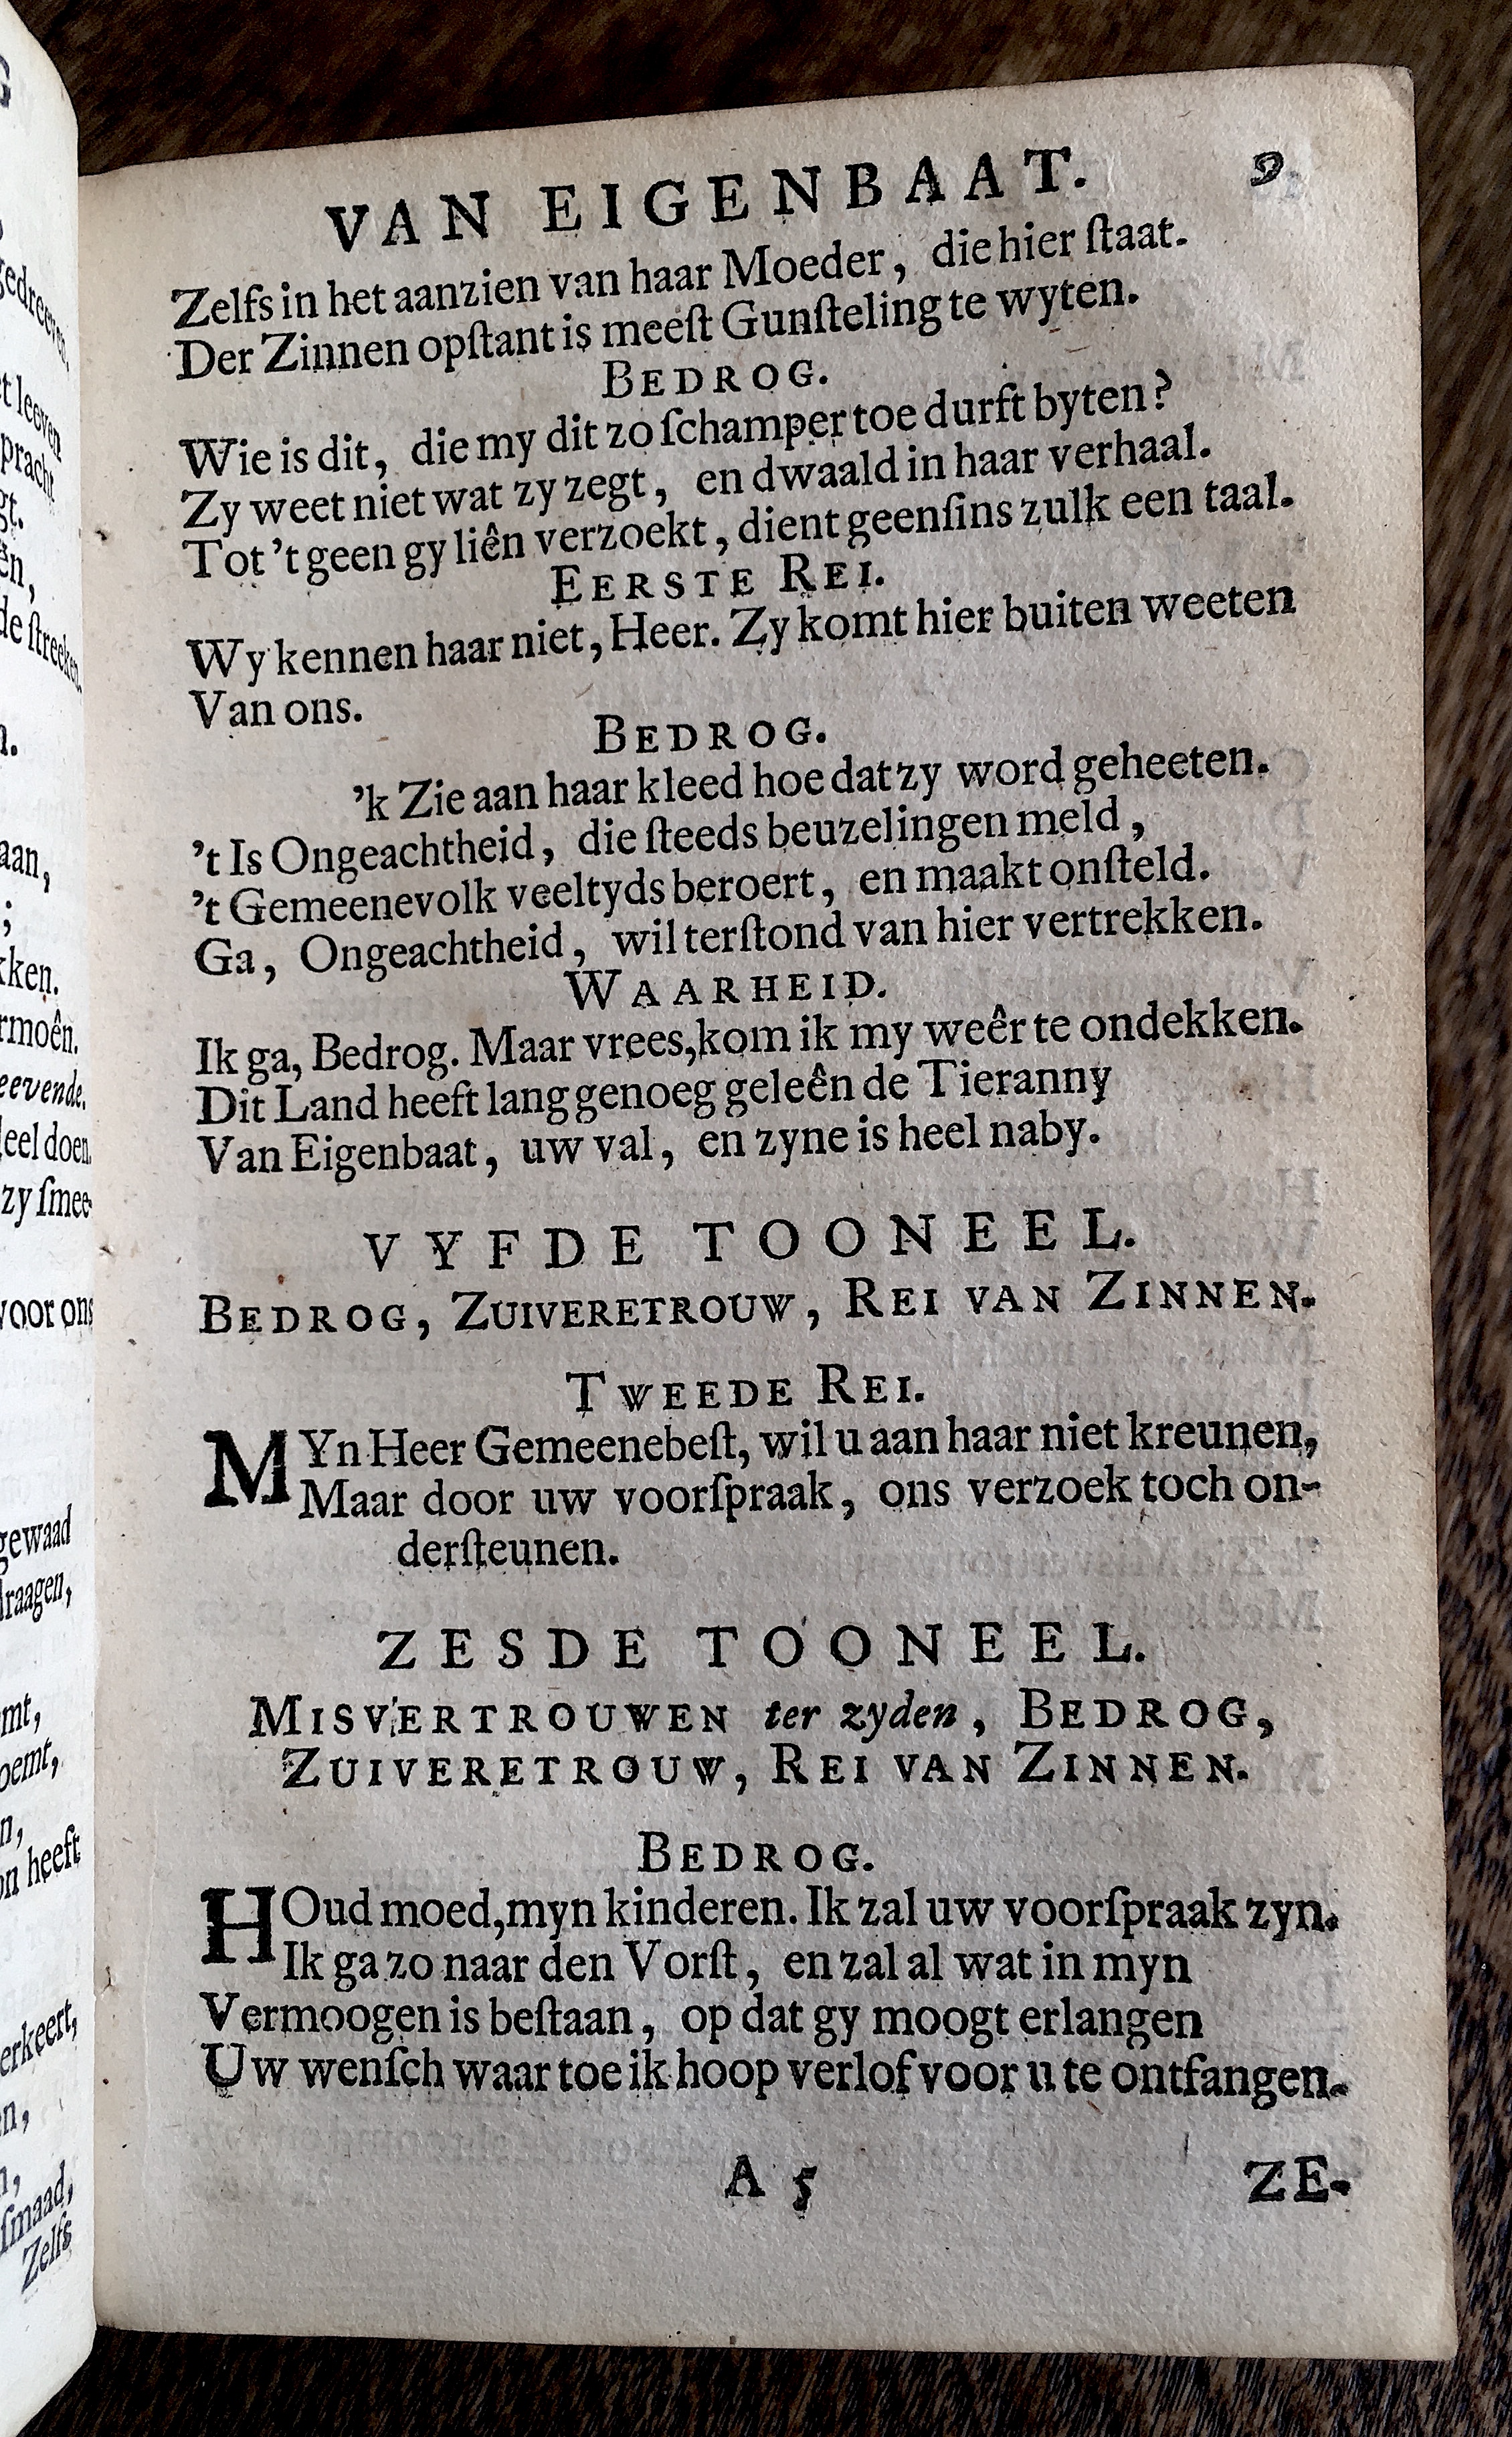 VAN EIGENBAAT. 9
Zelfs in het aanzien van haar Moeder, die hier ſtaat.
Der Zinnen opſtant is meeſt Gunſteling te wyten.
BEDROG.
Wie is dit, die my dit zo ſchamper toe durft byten?
Zy weet niet wat zy zegt, en dwaald in haar verhaal.
Tot 't geen gy liên verzoekt, dient geenſins zulk een taal.
EERSTE REI.
Wy kennen haar niet, Heer. Zy komt hier buiten weeten
Van ons.
BEDROG.
'k Zie aan haar kleed hoe dat zy word geheeten.
't Is Ongeachtheid, die ſteeds beuzelingen meld,
't Gemeenevolk veeltyds beroert, en maakt onſteld.
Ga, Ongeachtheid, wil terſtond van hier vertrekken.
WAARHEID.
Ik ga, Bedrog. Maar vrees, kom ik my weêr te ondekken.
Dit Land heeft lang genoeg geleên de Tieranny
Van Eigenbaat, uw val, en zyne is heel naby.
VYFDE TOONEEL.
BEDROG, ZUIVERETROUW, REI VAN ZINNEN.
TWEEDE REI.
MYn Heer Gemeenebeſt, wil u aan haar niet kreunen,
Maar door uw voorſpraak, ons verzoek toch on-
derſteunen.
ZESDE TOONEEL.
MISVERTROUWEN ter zyden, BEDROG,
ZUIVERETROUW, REI VAN ZINNEN.
BEDROG.
HOud moed, myn kinderen. Ik zal uw voorſpraak zyn.
Ik ga zo naar den Vorſt, en zal al wat in myn
Vermoogen is beſtaan, op dat gy moogt erlangen
Uw wenſch waar toe ik hoop verlof voor u te ontfangen.
A 5 ZE-